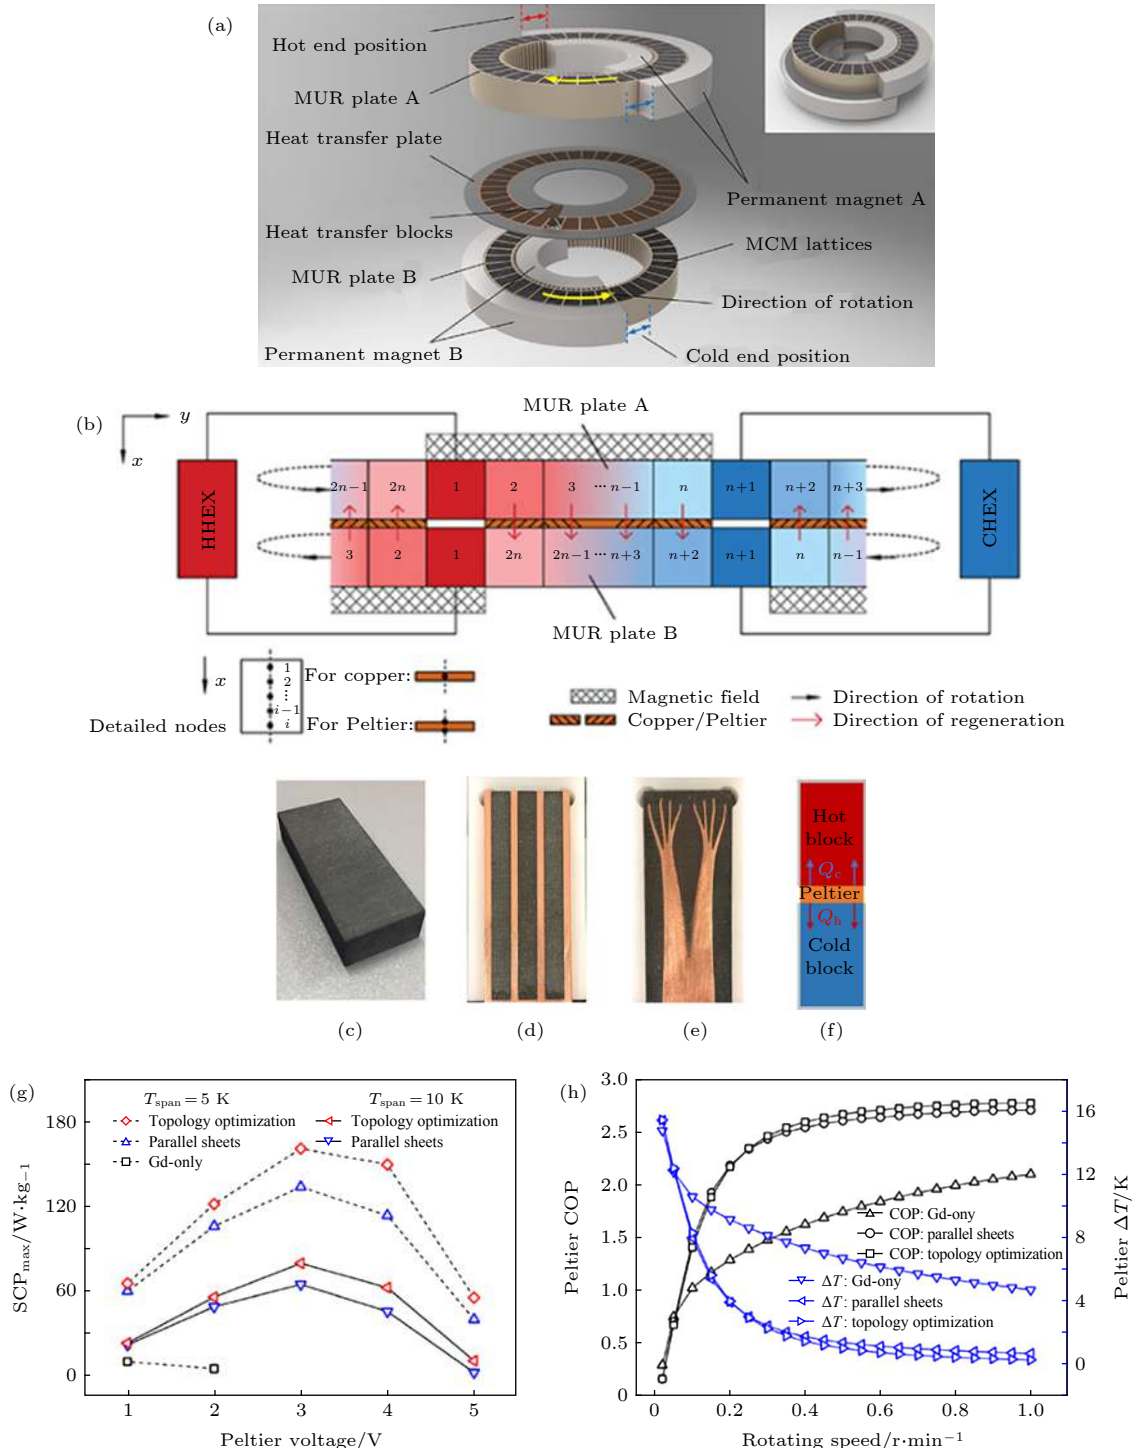 (a)
Hot end position
MUR plate A
Heat transfer plate
Permanent magnet A
Heat transfer blocks
MCM lattices
MUR plate B
Direction of rotation
Permanent magnet B
Cold end position
(b)
y
x
MUR plate A
HHEX
2n−1 2n 1 2 3 ··· n−1 n n+1 n+2 n+3
3 2 1 2n 2n−1 ··· n+3 n+2 n+1 n n−1
CHEX
MUR plate B
x
1
2
⋮
i−1
i
Detailed nodes
For copper:
For Peltier:
Magnetic field
Direction of rotation
Copper/Peltier
Direction of regeneration
Hot
block
Qc
Peltier
Qh
Cold
block
(c)
(d)
(e)
(f)
(g)
Tspan=5 K
Tspan=10 K
Topology optimization
Topology optimization
Parallel sheets
Parallel sheets
Gd-only
180
120
60
0
SCPmax/W·kg−1
1 2 3 4 5
Peltier voltage/V
(h)
3.0
2.5
2.0
1.5
1.0
0.5
0
Peltier COP
COP: Gd-ony
COP: parallel sheets
COP: topology optimization
ΔT: Gd-ony
ΔT: parallel sheets
ΔT: topology optimization
16
12
8
4
0
Peltier ΔT/K
0 0.2 0.4 0.6 0.8 1.0
Rotating speed/r·min−1